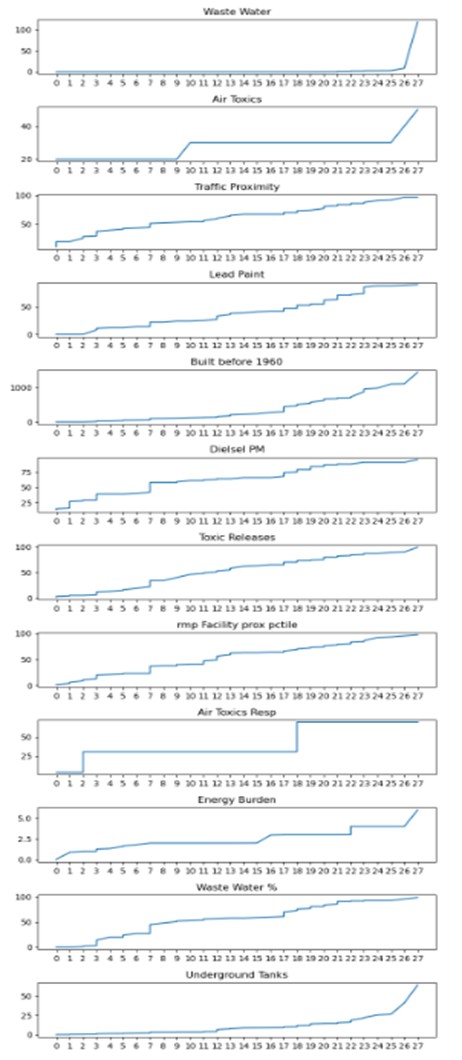 Waste Water
100
50
0
0 1 2 3 4 5 6 7 8 9 10 11 12 13 14 15 16 17 18 19 20 21 22 23 24 25 26 27
Air Toxics
40
20
0 1 2 3 4 5 6 7 8 9 10 11 12 13 14 15 16 17 18 19 20 21 22 23 24 25 26 27
Traffic Proximity
100
50
0 1 2 3 4 5 6 7 8 9 10 11 12 13 14 15 16 17 18 19 20 21 22 23 24 25 26 27
Lead Paint
50
0
0 1 2 3 4 5 6 7 8 9 10 11 12 13 14 15 16 17 18 19 20 21 22 23 24 25 26 27
Built before 1960
1000
0
0 1 2 3 4 5 6 7 8 9 10 11 12 13 14 15 16 17 18 19 20 21 22 23 24 25 26 27
Dielsel PM
75
50
25
0 1 2 3 4 5 6 7 8 9 10 11 12 13 14 15 16 17 18 19 20 21 22 23 24 25 26 27
Toxic Releases
100
50
0
0 1 2 3 4 5 6 7 8 9 10 11 12 13 14 15 16 17 18 19 20 21 22 23 24 25 26 27
rmp Facility prox pctile
100
50
0
0 1 2 3 4 5 6 7 8 9 10 11 12 13 14 15 16 17 18 19 20 21 22 23 24 25 26 27
Air Toxics Resp
50
25
0 1 2 3 4 5 6 7 8 9 10 11 12 13 14 15 16 17 18 19 20 21 22 23 24 25 26 27
Energy Burden
5.0
2.5
0.0
0 1 2 3 4 5 6 7 8 9 10 11 12 13 14 15 16 17 18 19 20 21 22 23 24 25 26 27
Waste Water %
100
50
0
0 1 2 3 4 5 6 7 8 9 10 11 12 13 14 15 16 17 18 19 20 21 22 23 24 25 26 27
Underground Tanks
50
25
0
0 1 2 3 4 5 6 7 8 9 10 11 12 13 14 15 16 17 18 19 20 21 22 23 24 25 26 27